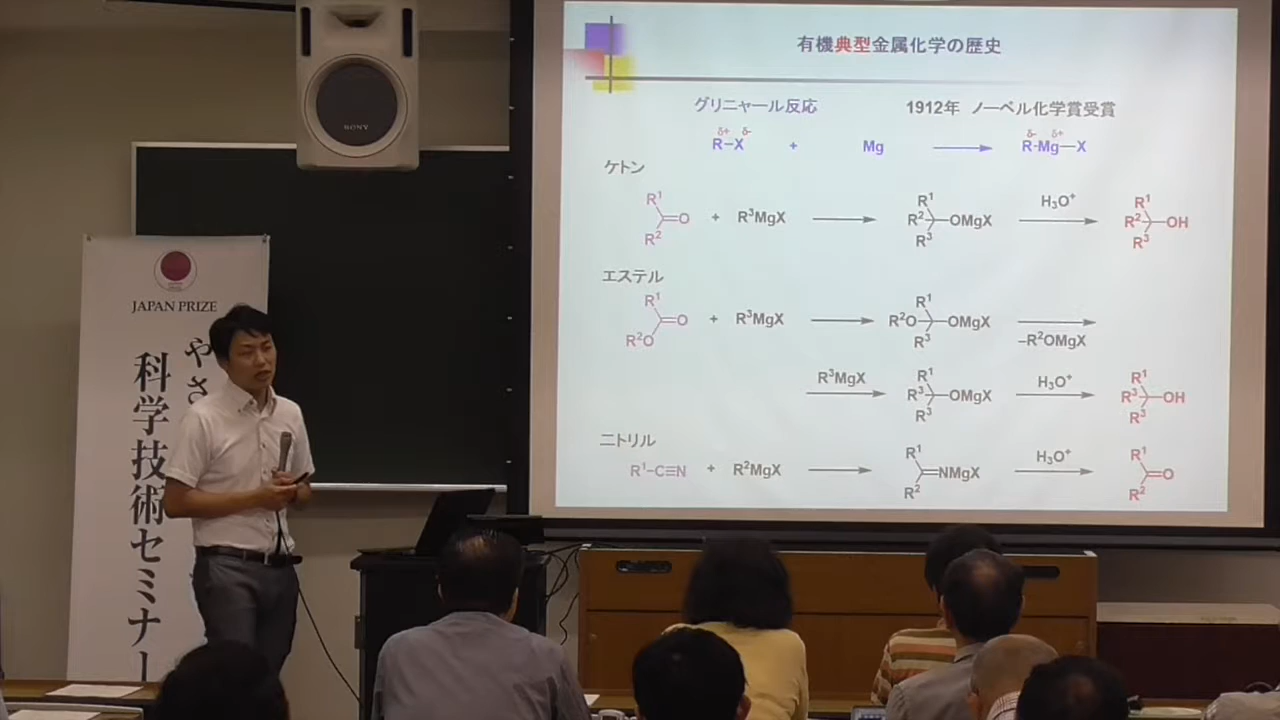 SONY
JAPAN PRIZE
やさ
科学技術セミナー
有機典型金属化学の歴史
グリニャール反応 1912年 ノーベル化学賞受賞
δ+ δ- δ- δ+
R–X + Mg → R-Mg—X
ケトン
R¹ R² =O + R³MgX → R¹ R² R³ —OMgX H₃O⁺ → R¹ R² R³ —OH
エステル
R¹ R²O =O + R³MgX → R¹ R²O R³ —OMgX → –R²OMgX
R³MgX → R¹ R³ R³ —OMgX H₃O⁺ → R¹ R³ R³ —OH
ニトリル
R¹–C≡N + R²MgX → R¹ R² =NMgX H₃O⁺ → R¹ R² =O